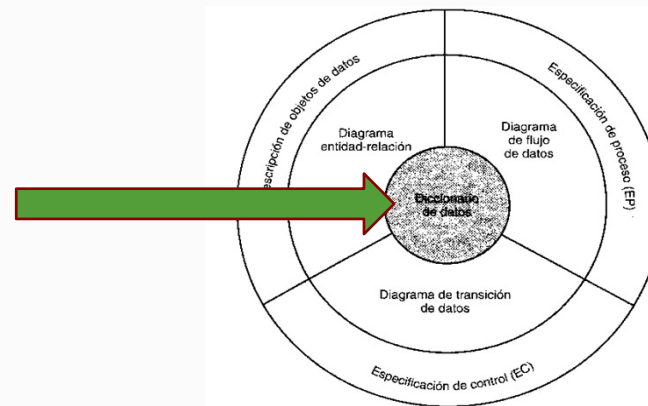 escripción de objetos de datos
Especificación de proceso (EP)
Diagrama
entidad-relación
Diagrama
de flujo
de datos
Diccionario
de datos
Diagrama de transición
de datos
Especificación de control (EC)